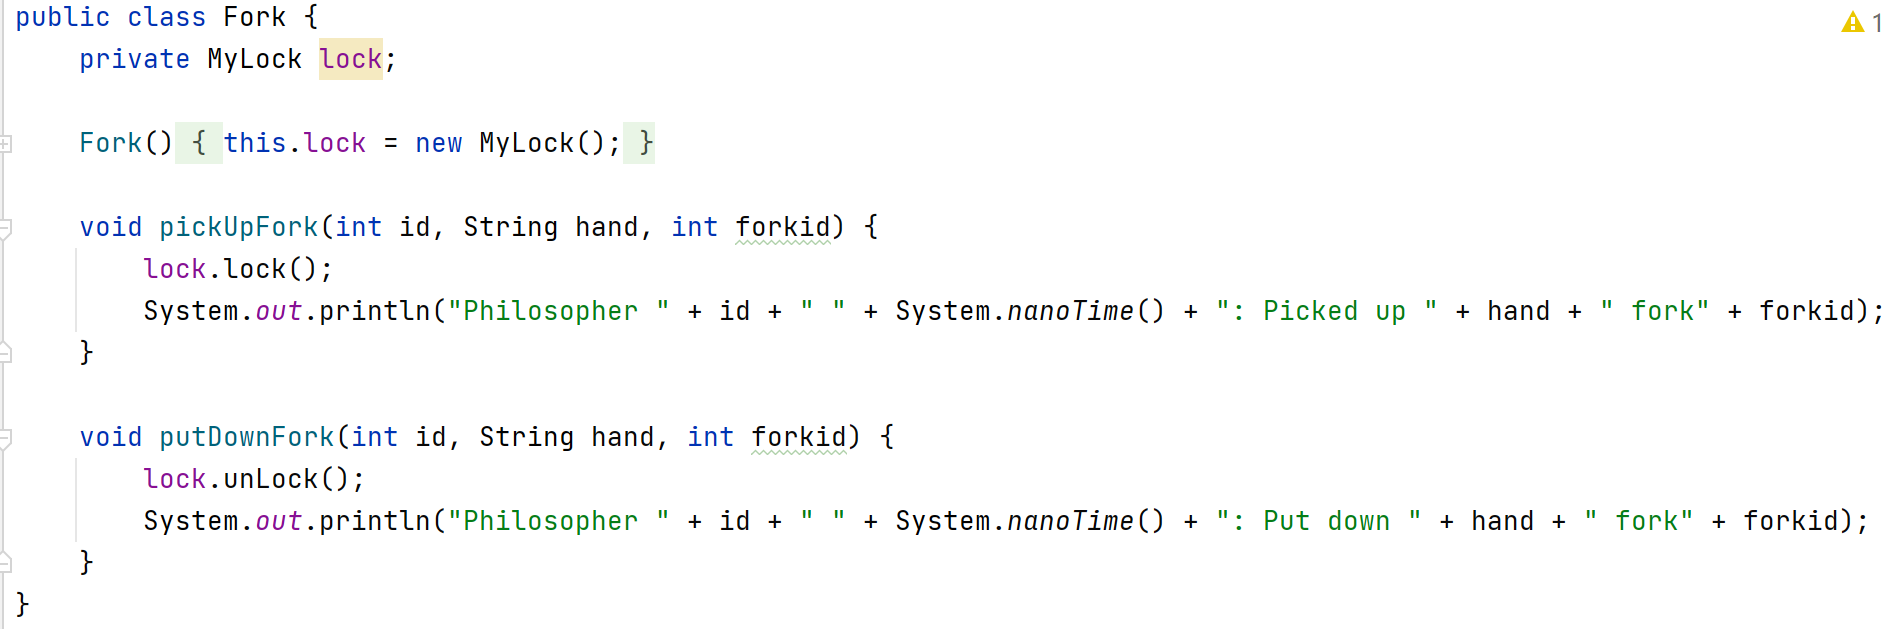 public class Fork {
1
    private MyLock lock;

    Fork() { this.lock = new MyLock(); }

    void pickUpFork(int id, String hand, int forkid) {
        lock.lock();
        System.out.println("Philosopher " + id + " " + System.nanoTime() + ": Picked up " + hand + " fork" + forkid);
    }

    void putDownFork(int id, String hand, int forkid) {
        lock.unLock();
        System.out.println("Philosopher " + id + " " + System.nanoTime() + ": Put down " + hand + " fork" + forkid);
    }
}